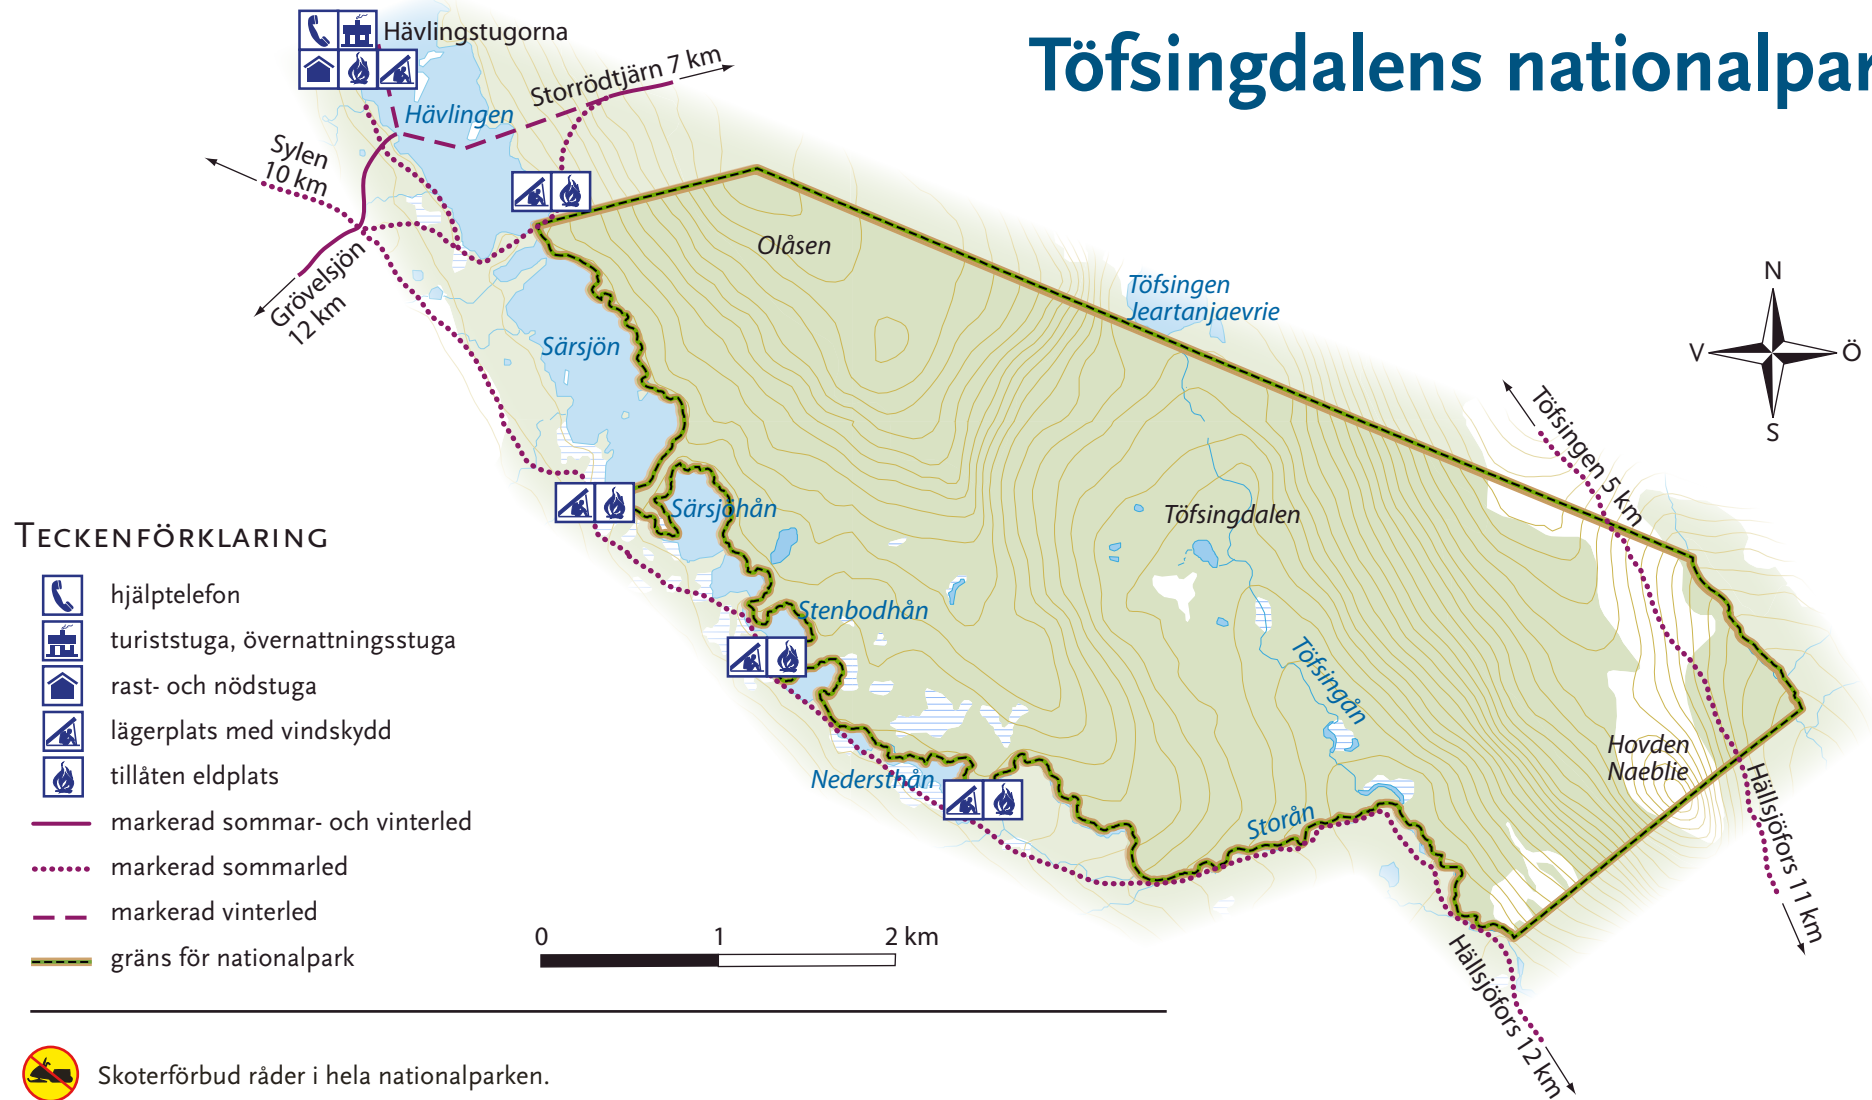 Töfsingdalens nationalpar
Hävlingstugorna
Storrödtjärn 7 km
Hävlingen
Sylen
10 km
Grövelsjön
12 km
Olåsen
Töfsingen
Jeartanjaevrie
N
V
Ö
S
Särsjön
Töfsingen 5 km
Särsjöhån
Töfsingdalen
Stenbodhån
Töfsingån
Hovden
Naeblie
Nedersthån
Storån
Hällsjöfors 11 km
Hällsjöfors 12 km
TECKENFÖRKLARING
hjälptelefon
turiststuga, övernattningsstuga
rast- och nödstuga
lägerplats med vindskydd
tillåten eldplats
markerad sommar- och vinterled
markerad sommarled
markerad vinterled
gräns för nationalpark
0 1 2 km
Skoterförbud råder i hela nationalparken.